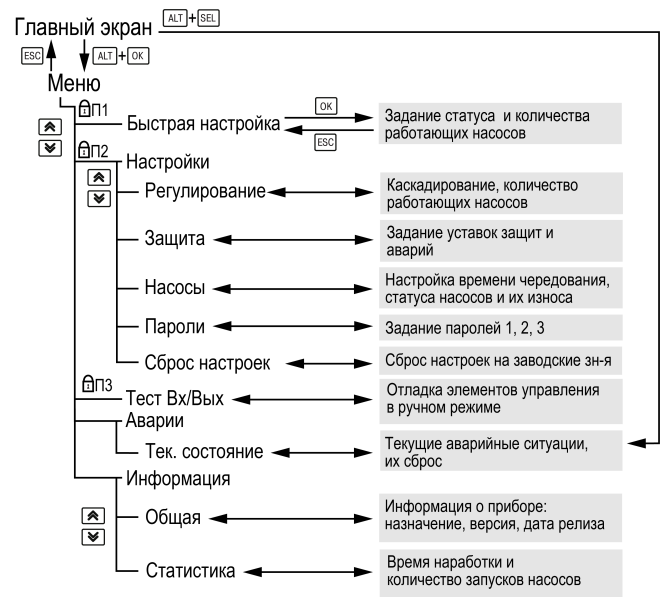 Главный экран
ALT+SEL
ESC
ALT+OK
Меню
П1
Быстрая настройка
OK
ESC
Задание статуса и количества
работающих насосов
П2
Настройки
Регулирование
Каскадирование, количество
работающих насосов
Защита
Задание уставок защит и
аварий
Насосы
Настройка времени чередования,
статуса насосов и их износа
Пароли
Задание паролей 1, 2, 3
Сброс настроек
Сброс настроек на заводские зн-я
П3
Тест Вх/Вых
Отладка элементов управления
в ручном режиме
Аварии
Тек. состояние
Текущие аварийные ситуации,
их сброс
Информация
Общая
Информация о приборе:
назначение, версия, дата релиза
Статистика
Время наработки и
количество запусков насосов